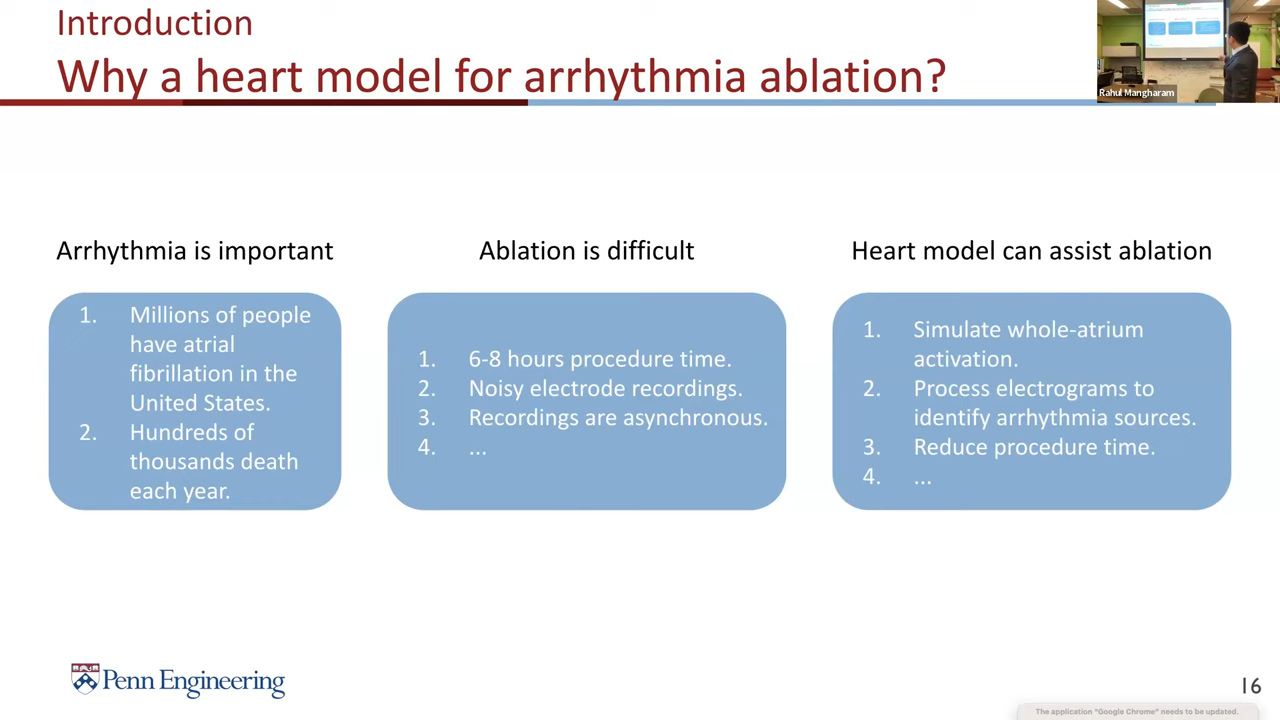 Introduction
Why a heart model for arrhythmia ablation?
Rahul Mangharam
Arrhythmia is important
1. Millions of people
have atrial
fibrillation in the
United States.
2. Hundreds of
thousands death
each year.
Ablation is difficult
1. 6-8 hours procedure time.
2. Noisy electrode recordings.
3. Recordings are asynchronous.
4. ...
Heart model can assist ablation
1. Simulate whole-atrium
activation.
2. Process electrograms to
identify arrhythmia sources.
3. Reduce procedure time.
4. ...
Penn Engineering
16
The application "Google Chrome" needs to be updated.